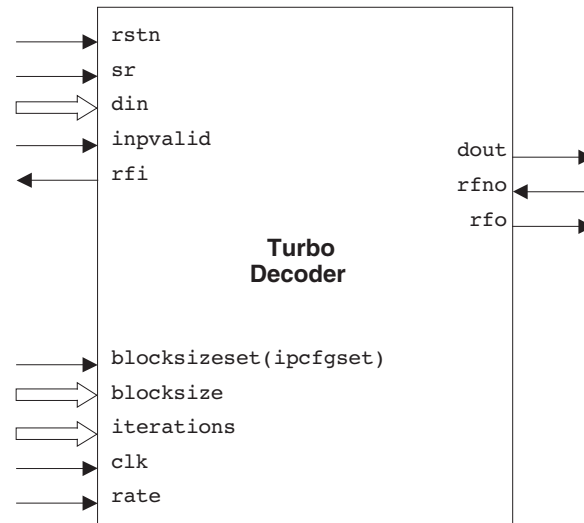 rstn
sr
din
inpvalid
rfi
dout
rfno
rfo
Turbo
Decoder
blocksizeset(ipcfgset)
blocksize
iterations
clk
rate